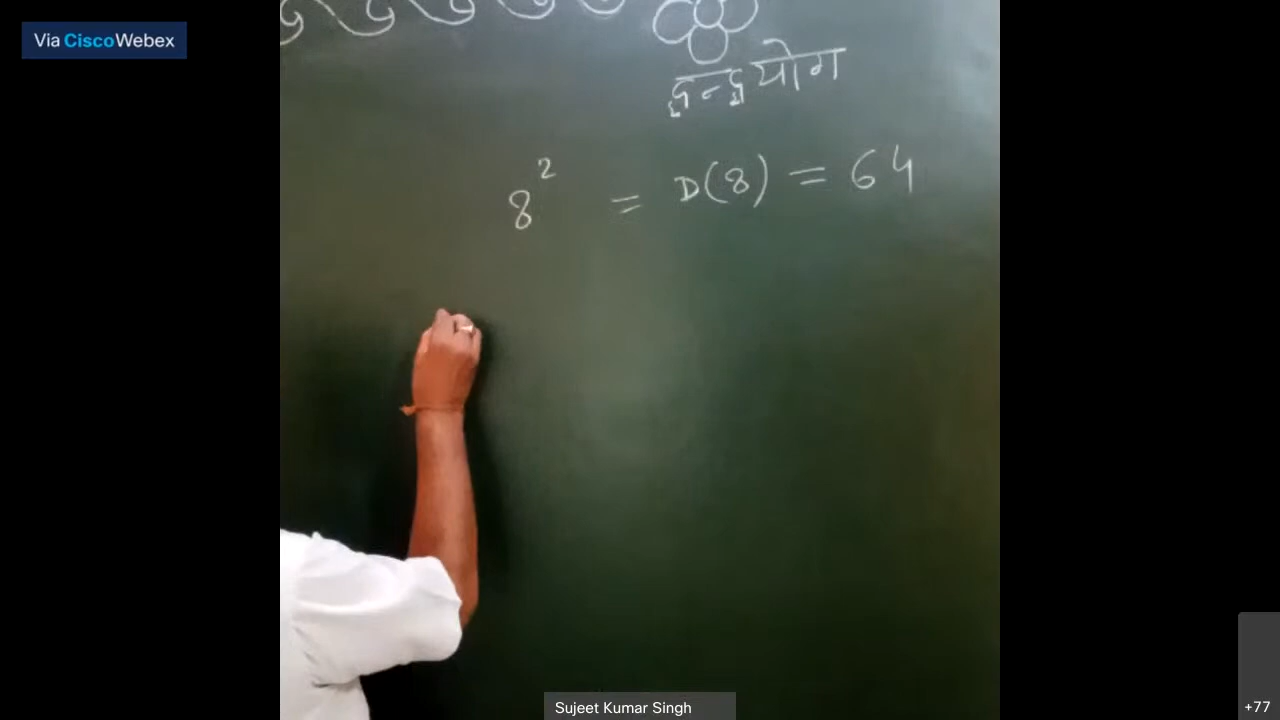 Via CiscoWebex
द्वन्द्वयोग
8² = D(8) = 64
Sujeet Kumar Singh
+77